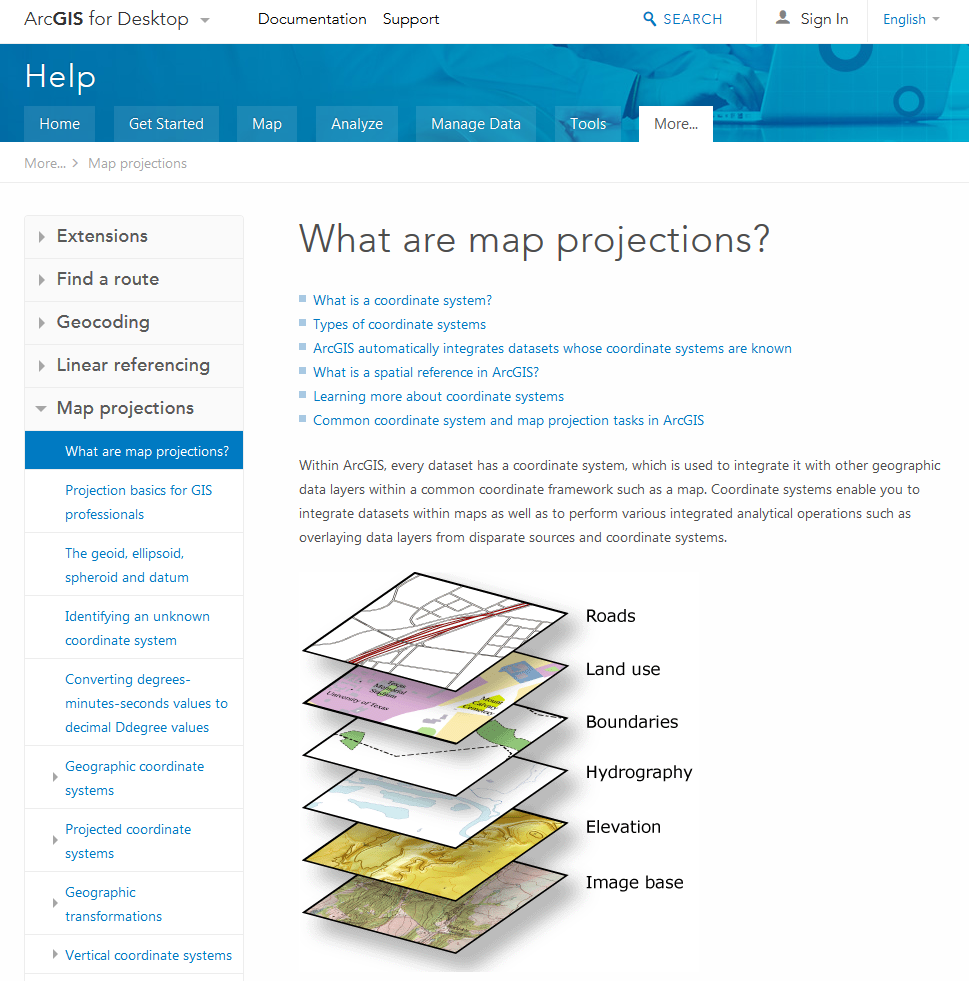 ArcGIS for Desktop
Documentation
Support
SEARCH
Sign In
English
Help
Home
Get Started
Map
Analyze
Manage Data
Tools
More...
More... > Map projections
Extensions
Find a route
Geocoding
Linear referencing
Map projections
What are map projections?
Projection basics for GIS
professionals
The geoid, ellipsoid,
spheroid and datum
Identifying an unknown
coordinate system
Converting degrees-
minutes-seconds values to
decimal Ddegree values
Geographic coordinate
systems
Projected coordinate
systems
Geographic
transformations
Vertical coordinate systems
What are map projections?
What is a coordinate system?
Types of coordinate systems
ArcGIS automatically integrates datasets whose coordinate systems are known
What is a spatial reference in ArcGIS?
Learning more about coordinate systems
Common coordinate system and map projection tasks in ArcGIS
Within ArcGIS, every dataset has a coordinate system, which is used to integrate it with other geographic
data layers within a common coordinate framework such as a map. Coordinate systems enable you to
integrate datasets within maps as well as to perform various integrated analytical operations such as
overlaying data layers from disparate sources and coordinate systems.
Roads
Land use
Texas
Memorial
Stadium
University of Texas
Mount
Calvary
Cemetery
Boundaries
Hydrography
Elevation
Image base